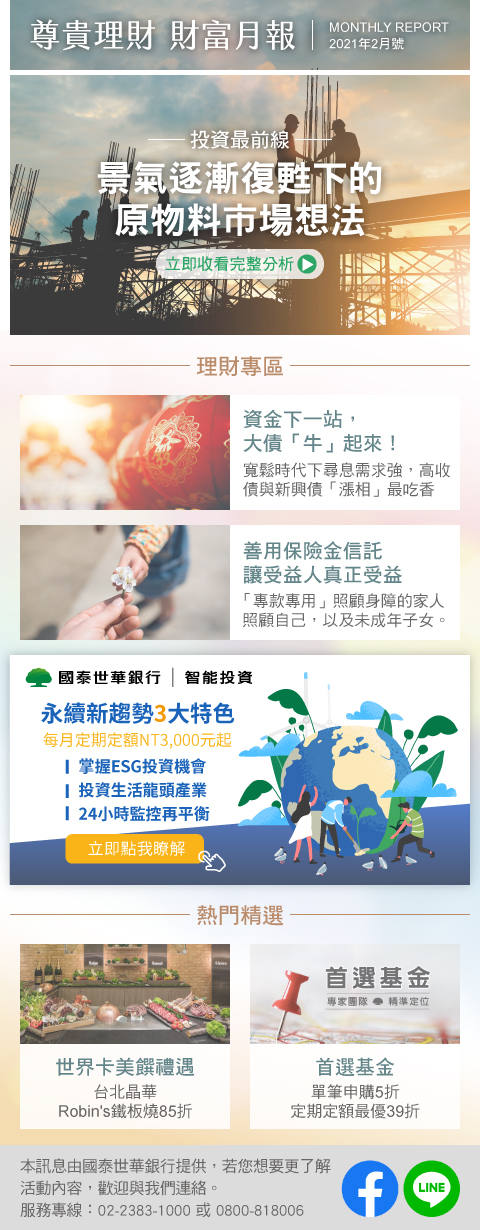 尊貴理財 財富月報
MONTHLY REPORT
2021年2月號
投資最前線
景氣逐漸復甦下的
原物料市場想法
立即收看完整分析
理財專區
資金下一站，
大債「牛」起來！
寬鬆時代下尋息需求強，高收
債與新興債「漲相」最吃香
善用保險金信託
讓受益人真正受益
「專款專用」照顧身障的家人
照顧自己，以及未成年子女。
國泰世華銀行｜智能投資
永續新趨勢3大特色
每月定期定額NT3,000元起
掌握ESG投資機會
投資生活龍頭產業
24小時監控再平衡
立即點我瞭解
熱門精選
首選基金
專家團隊 精準定位
世界卡美饌禮遇
台北晶華
Robin's鐵板燒85折
首選基金
單筆申購5折
定期定額最優39折
本訊息由國泰世華銀行提供，若您想要更了解
活動內容，歡迎與我們連絡。
服務專線：02-2383-1000 或 0800-818006
LINE